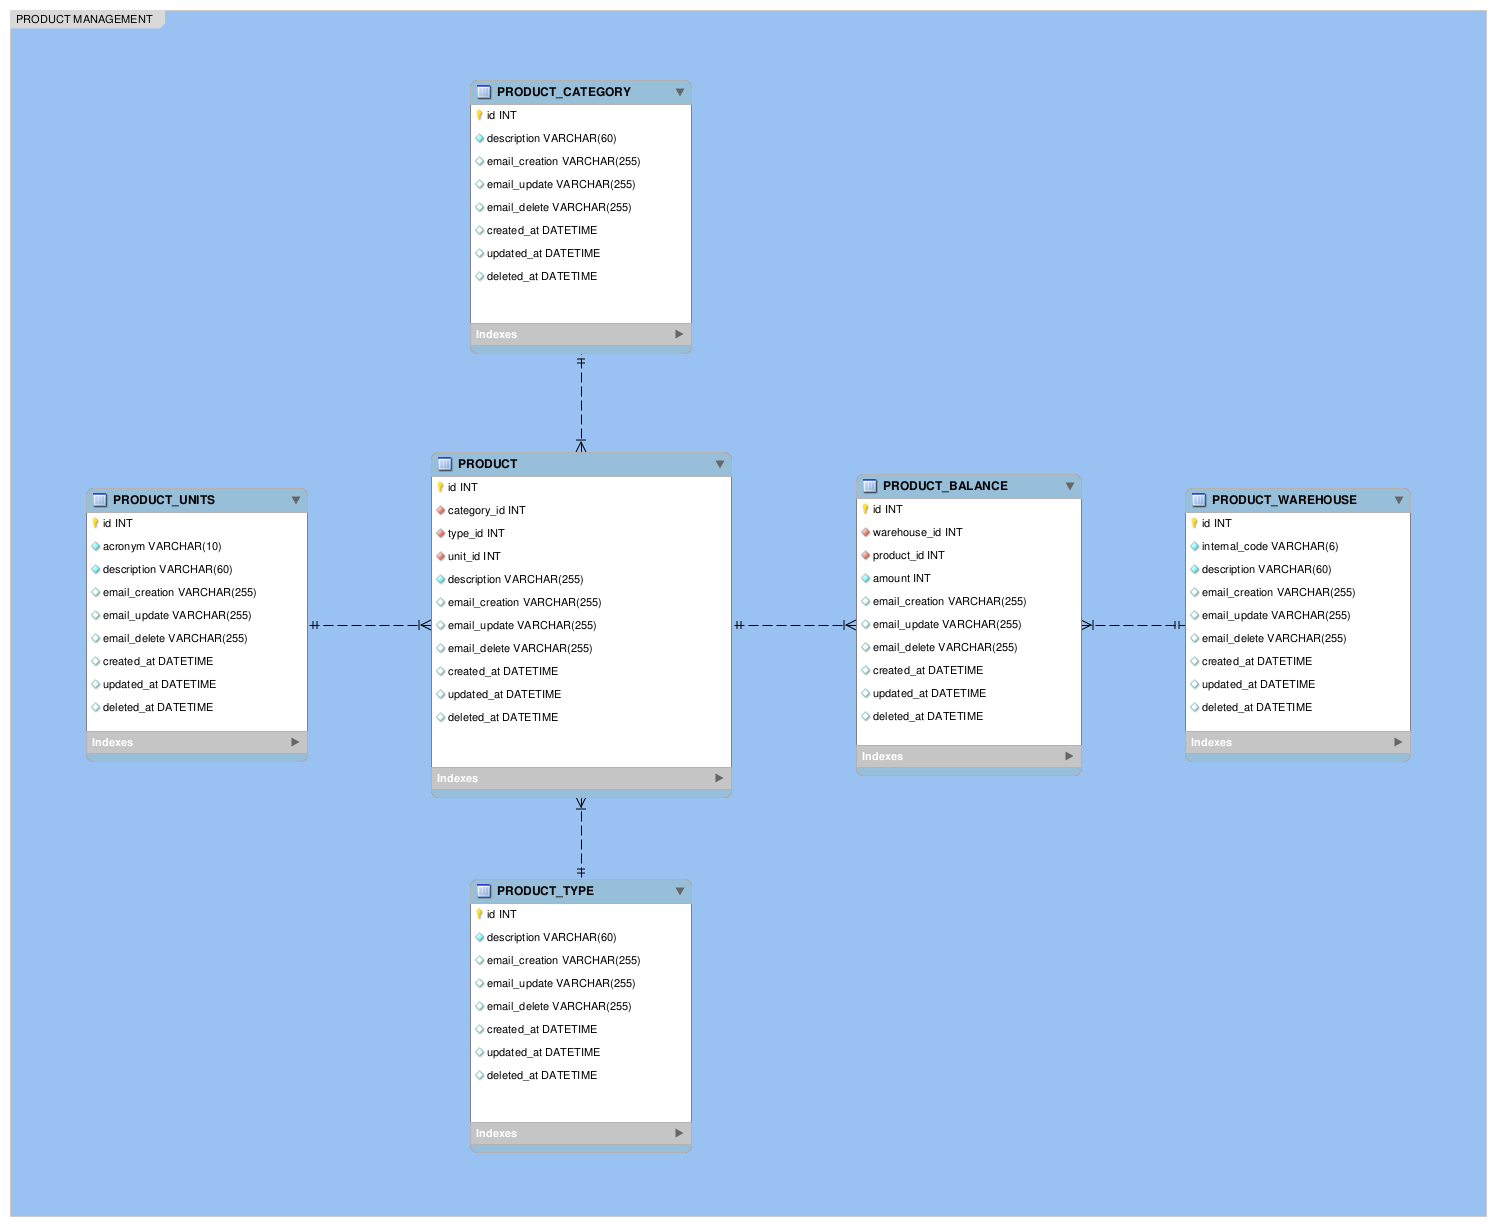 PRODUCT MANAGEMENT
PRODUCT_CATEGORY
id INT
description VARCHAR(60)
email_creation VARCHAR(255)
email_update VARCHAR(255)
email_delete VARCHAR(255)
created_at DATETIME
updated_at DATETIME
deleted_at DATETIME
Indexes
PRODUCT_UNITS
id INT
acronym VARCHAR(10)
description VARCHAR(60)
email_creation VARCHAR(255)
email_update VARCHAR(255)
email_delete VARCHAR(255)
created_at DATETIME
updated_at DATETIME
deleted_at DATETIME
Indexes
PRODUCT
id INT
category_id INT
type_id INT
unit_id INT
description VARCHAR(255)
email_creation VARCHAR(255)
email_update VARCHAR(255)
email_delete VARCHAR(255)
created_at DATETIME
updated_at DATETIME
deleted_at DATETIME
Indexes
PRODUCT_BALANCE
id INT
warehouse_id INT
product_id INT
amount INT
email_creation VARCHAR(255)
email_update VARCHAR(255)
email_delete VARCHAR(255)
created_at DATETIME
updated_at DATETIME
deleted_at DATETIME
Indexes
PRODUCT_WAREHOUSE
id INT
internal_code VARCHAR(6)
description VARCHAR(60)
email_creation VARCHAR(255)
email_update VARCHAR(255)
email_delete VARCHAR(255)
created_at DATETIME
updated_at DATETIME
deleted_at DATETIME
Indexes
PRODUCT_TYPE
id INT
description VARCHAR(60)
email_creation VARCHAR(255)
email_update VARCHAR(255)
email_delete VARCHAR(255)
created_at DATETIME
updated_at DATETIME
deleted_at DATETIME
Indexes